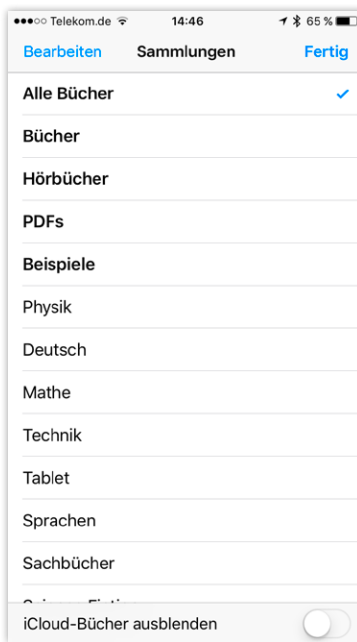 Telekom.de 14:46 65 %
Bearbeiten Sammlungen Fertig
Alle Bücher
Bücher
Hörbücher
PDFs
Beispiele
Physik
Deutsch
Mathe
Technik
Tablet
Sprachen
Sachbücher
iCloud-Bücher ausblenden